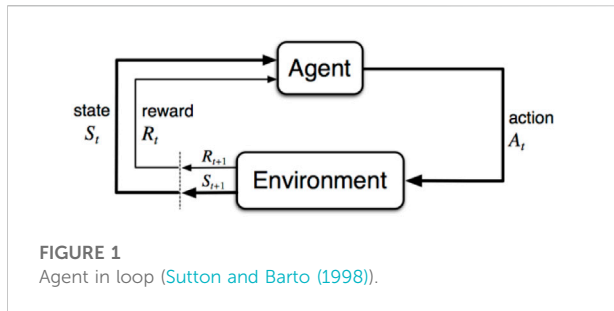 Agent
state
S_t
reward
R_t
action
A_t
R_{t+1}
S_{t+1}
Environment
FIGURE 1
Agent in loop (Sutton and Barto (1998)).